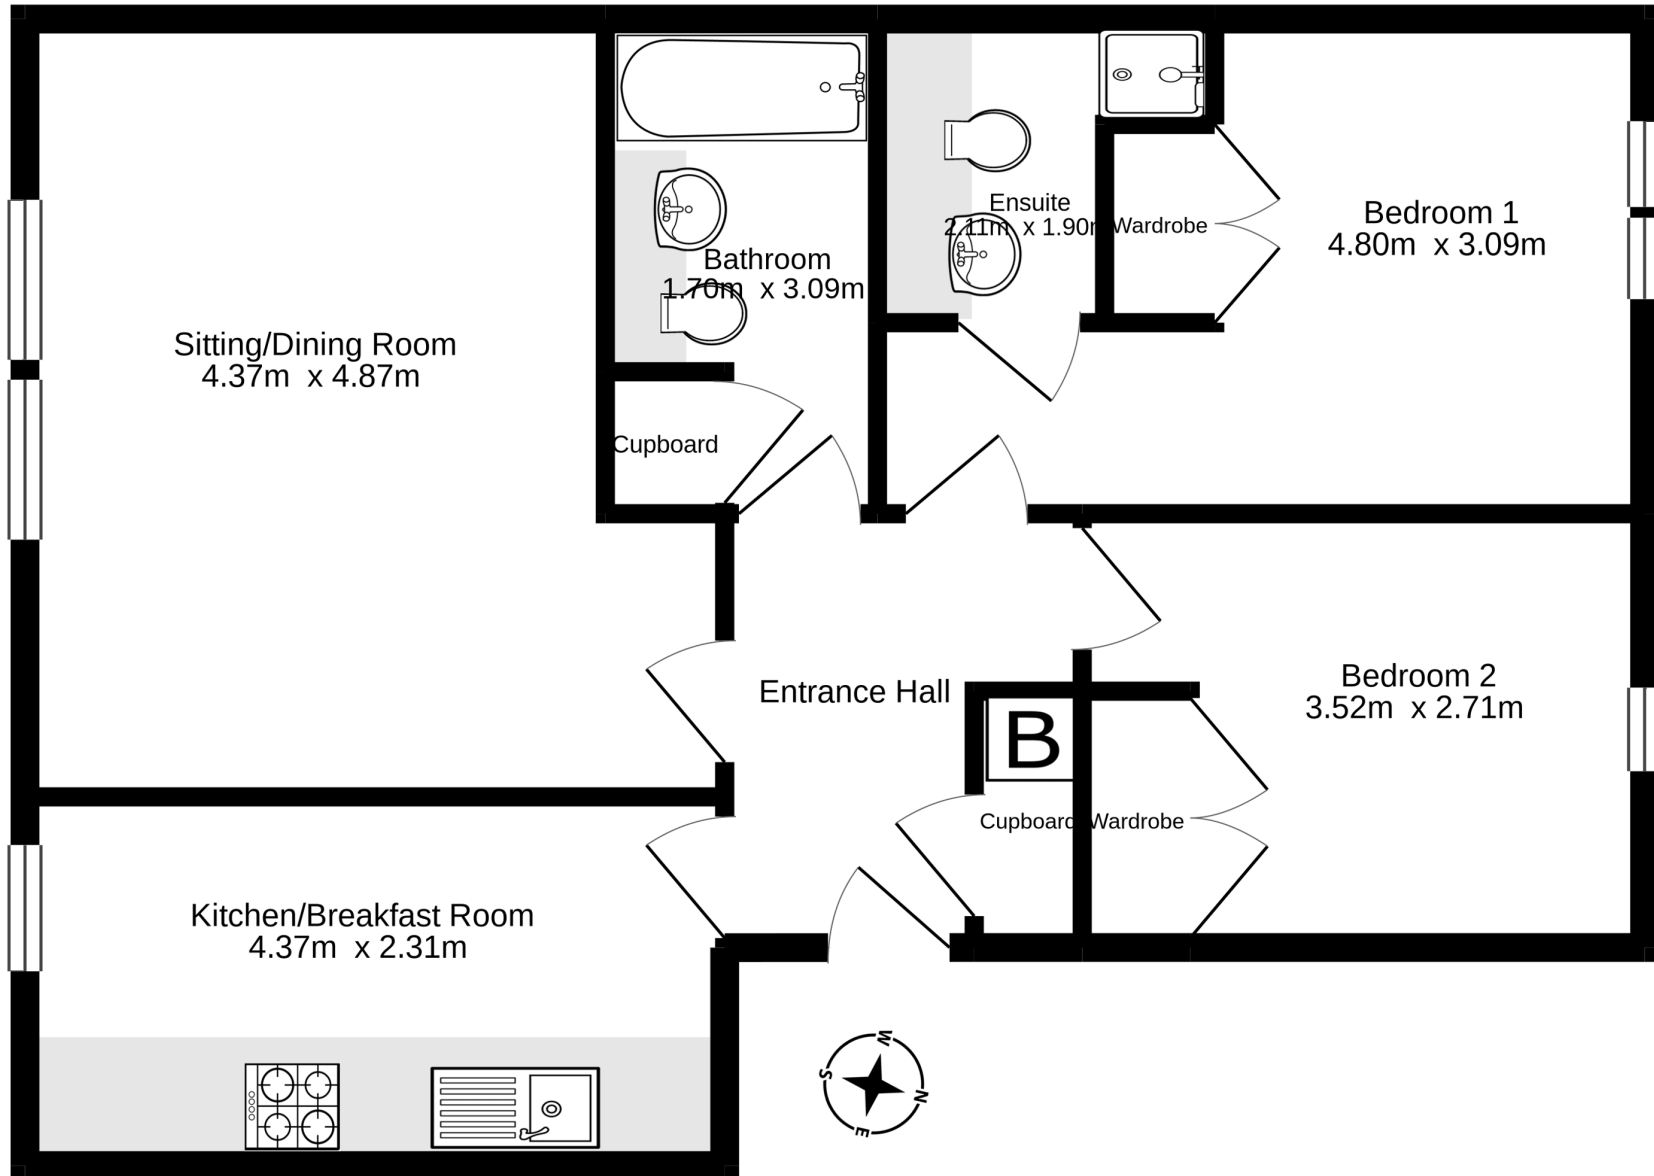 Sitting/Dining Room
4.37m x 4.87m
Bathroom
1.70m x 3.09m
Cupboard
Ensuite
2.11m x 1.90m
Wardrobe
Bedroom 1
4.80m x 3.09m
Entrance Hall
B
Cupboard
Wardrobe
Bedroom 2
3.52m x 2.71m
Kitchen/Breakfast Room
4.37m x 2.31m
W
S
N
E